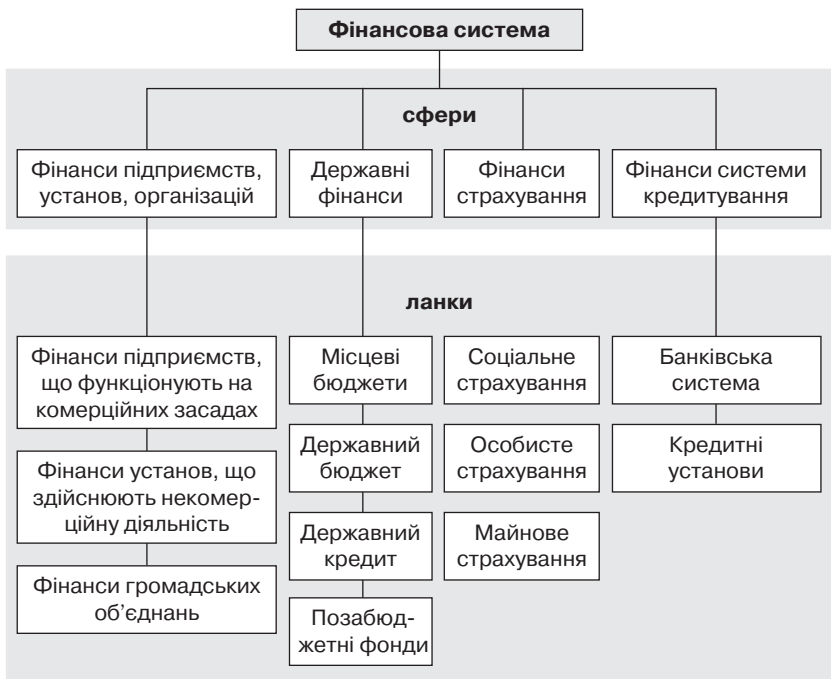 Фінансова система
сфери
Фінанси підприємств,
установ, організацій
Державні
фінанси
Фінанси
страхування
Фінанси системи
кредитування
ланки
Фінанси підприємств,
що функціонують на
комерційних засадах
Фінанси установ, що
здійснюють некомер-
ційну діяльність
Фінанси громадських
об’єднань
Місцеві
бюджети
Державний
бюджет
Державний
кредит
Позабюд-
жетні фонди
Соціальне
страхування
Особисте
страхування
Майнове
страхування
Банківська
система
Кредитні
установи